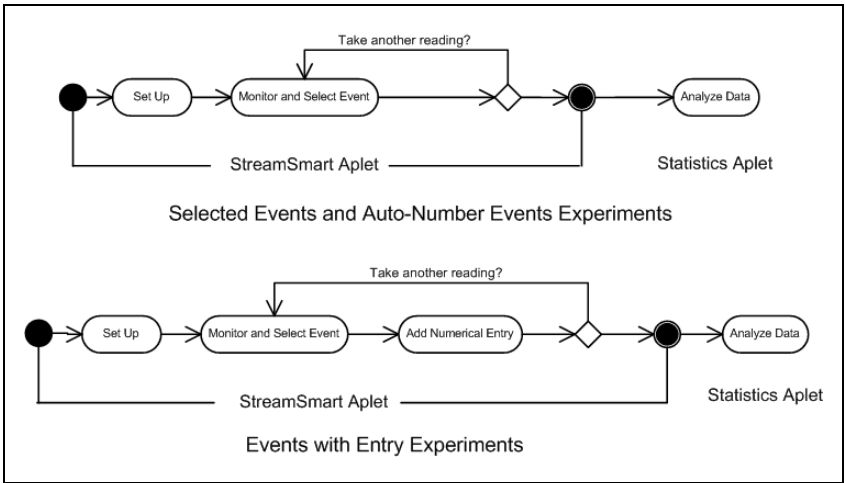 Take another reading?
Set Up
Monitor and Select Event
Analyze Data
StreamSmart Aplet
Statistics Aplet
Selected Events and Auto-Number Events Experiments
Take another reading?
Set Up
Monitor and Select Event
Add Numerical Entry
Analyze Data
StreamSmart Aplet
Statistics Aplet
Events with Entry Experiments